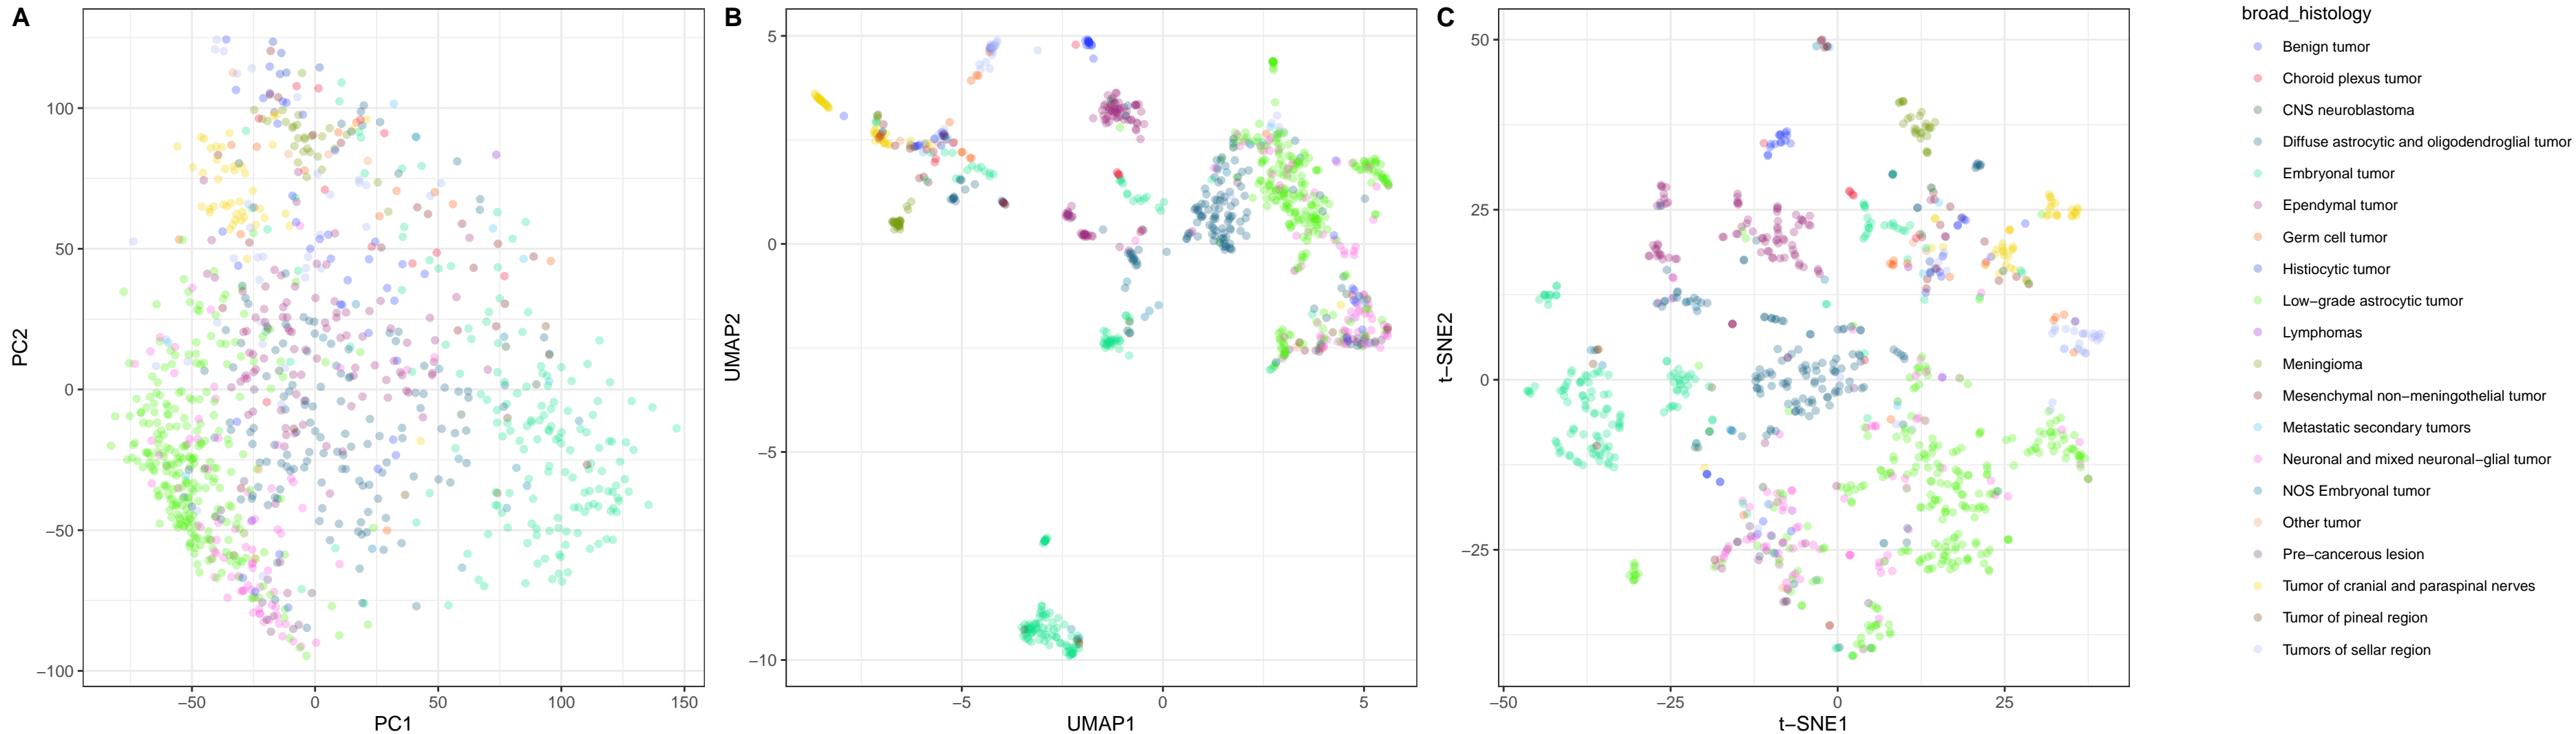 A
100
50
0
−50
−100
PC2
−50
0
50
100
150
PC1
B
5
0
−5
−10
UMAP2
−5
0
5
UMAP1
C
50
25
0
−25
t−SNE2
−50
−25
0
25
t−SNE1
broad_histology
Benign tumor
Choroid plexus tumor
CNS neuroblastoma
Diffuse astrocytic and oligodendroglial tumor
Embryonal tumor
Ependymal tumor
Germ cell tumor
Histiocytic tumor
Low−grade astrocytic tumor
Lymphomas
Meningioma
Mesenchymal non−meningothelial tumor
Metastatic secondary tumors
Neuronal and mixed neuronal−glial tumor
NOS Embryonal tumor
Other tumor
Pre−cancerous lesion
Tumor of cranial and paraspinal nerves
Tumor of pineal region
Tumors of sellar region